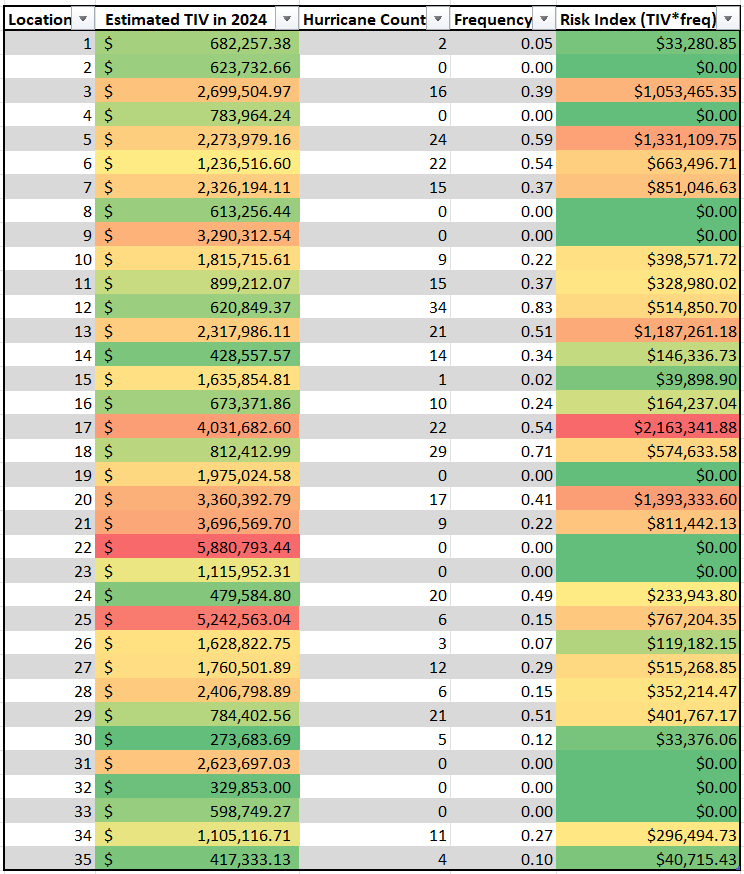 Location Estimated TIV in 2024 Hurricane Count Frequency Risk Index (TIV*freq)
1 $ 682,257.38 2 0.05 $33,280.85
2 $ 623,732.66 0 0.00 $0.00
3 $ 2,699,504.97 16 0.39 $1,053,465.35
4 $ 783,964.24 0 0.00 $0.00
5 $ 2,273,979.16 24 0.59 $1,331,109.75
6 $ 1,236,516.60 22 0.54 $663,496.71
7 $ 2,326,194.11 15 0.37 $851,046.63
8 $ 613,256.44 0 0.00 $0.00
9 $ 3,290,312.54 0 0.00 $0.00
10 $ 1,815,715.61 9 0.22 $398,571.72
11 $ 899,212.07 15 0.37 $328,980.02
12 $ 620,849.37 34 0.83 $514,850.70
13 $ 2,317,986.11 21 0.51 $1,187,261.18
14 $ 428,557.57 14 0.34 $146,336.73
15 $ 1,635,854.81 1 0.02 $39,898.90
16 $ 673,371.86 10 0.24 $164,237.04
17 $ 4,031,682.60 22 0.54 $2,163,341.88
18 $ 812,412.99 29 0.71 $574,633.58
19 $ 1,975,024.58 0 0.00 $0.00
20 $ 3,360,392.79 17 0.41 $1,393,333.60
21 $ 3,696,569.70 9 0.22 $811,442.13
22 $ 5,880,793.44 0 0.00 $0.00
23 $ 1,115,952.31 0 0.00 $0.00
24 $ 479,584.80 20 0.49 $233,943.80
25 $ 5,242,563.04 6 0.15 $767,204.35
26 $ 1,628,822.75 3 0.07 $119,182.15
27 $ 1,760,501.89 12 0.29 $515,268.85
28 $ 2,406,798.89 6 0.15 $352,214.47
29 $ 784,402.56 21 0.51 $401,767.17
30 $ 273,683.69 5 0.12 $33,376.06
31 $ 2,623,697.03 0 0.00 $0.00
32 $ 329,853.00 0 0.00 $0.00
33 $ 598,749.27 0 0.00 $0.00
34 $ 1,105,116.71 11 0.27 $296,494.73
35 $ 417,333.13 4 0.10 $40,715.43